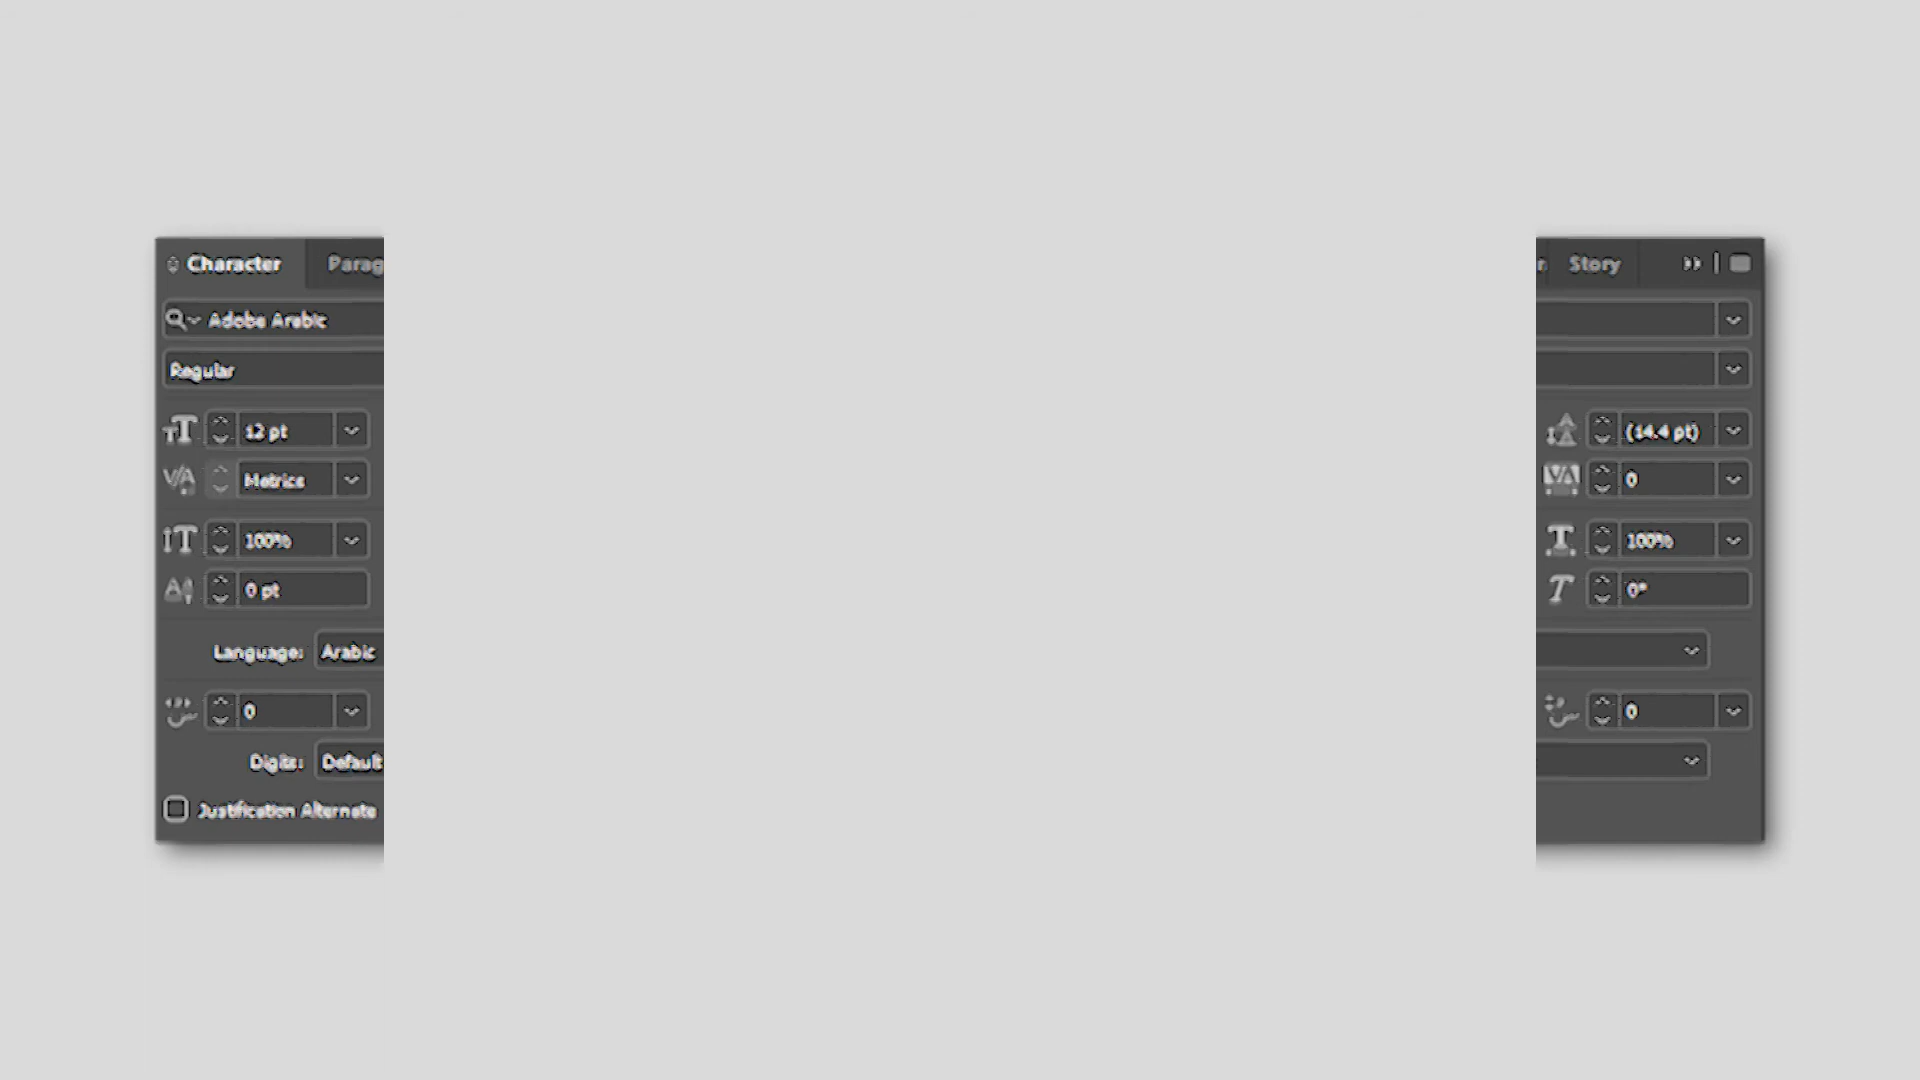 Character Parag
Story
Adobe Arabic
Regular
12 pt (14.4 pt)
Metrics 0
100% 100%
0 pt 0°
Language: Arabic
0 0
Digits: Default
Justification Alternate